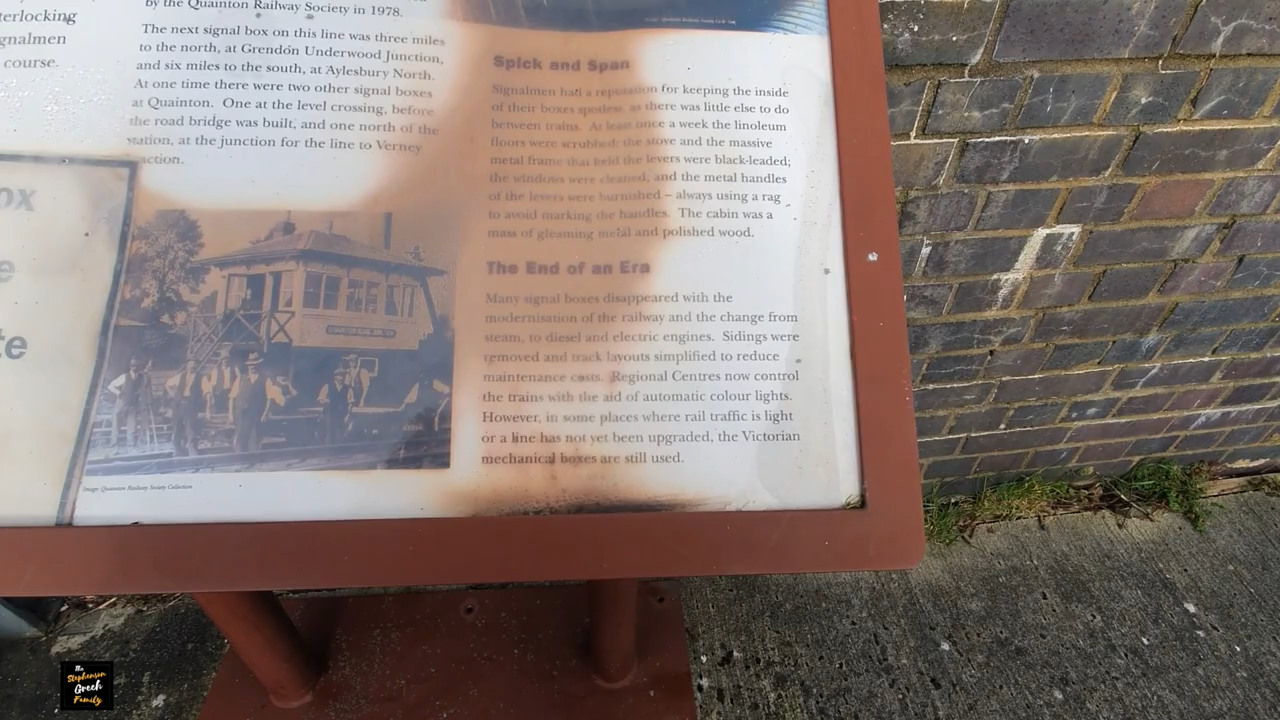 terlocking
gnalmen
course.
ox
e
te
by the Quainton Railway Society in 1978.
The next signal box on this line was three miles
to the north, at Grendon Underwood Junction,
and six miles to the south, at Aylesbury North.
At one time there were two other signal boxes
at Quainton. One at the level crossing, before
the road bridge was built, and one north of the
station, at the junction for the line to Verney
action.
Image: Quainton Railway Society Collection
Spick and Span
Signalmen had a reputation for keeping the inside
of their boxes spotless, as there was little else to do
between trains. At least once a week the linoleum
floors were scrubbed; the stove and the massive
metal frame that held the levers were black-leaded;
the windows were cleaned; and the metal handles
of the levers were burnished – always using a rag
to avoid marking the handles. The cabin was a
mass of gleaming metal and polished wood.
The End of an Era
Many signal boxes disappeared with the
modernisation of the railway and the change from
steam, to diesel and electric engines. Sidings were
removed and track layouts simplified to reduce
maintenance costs. Regional Centres now control
the trains with the aid of automatic colour lights.
However, in some places where rail traffic is light
or a line has not yet been upgraded, the Victorian
mechanical boxes are still used.
The
Stephenson
Greek
Family